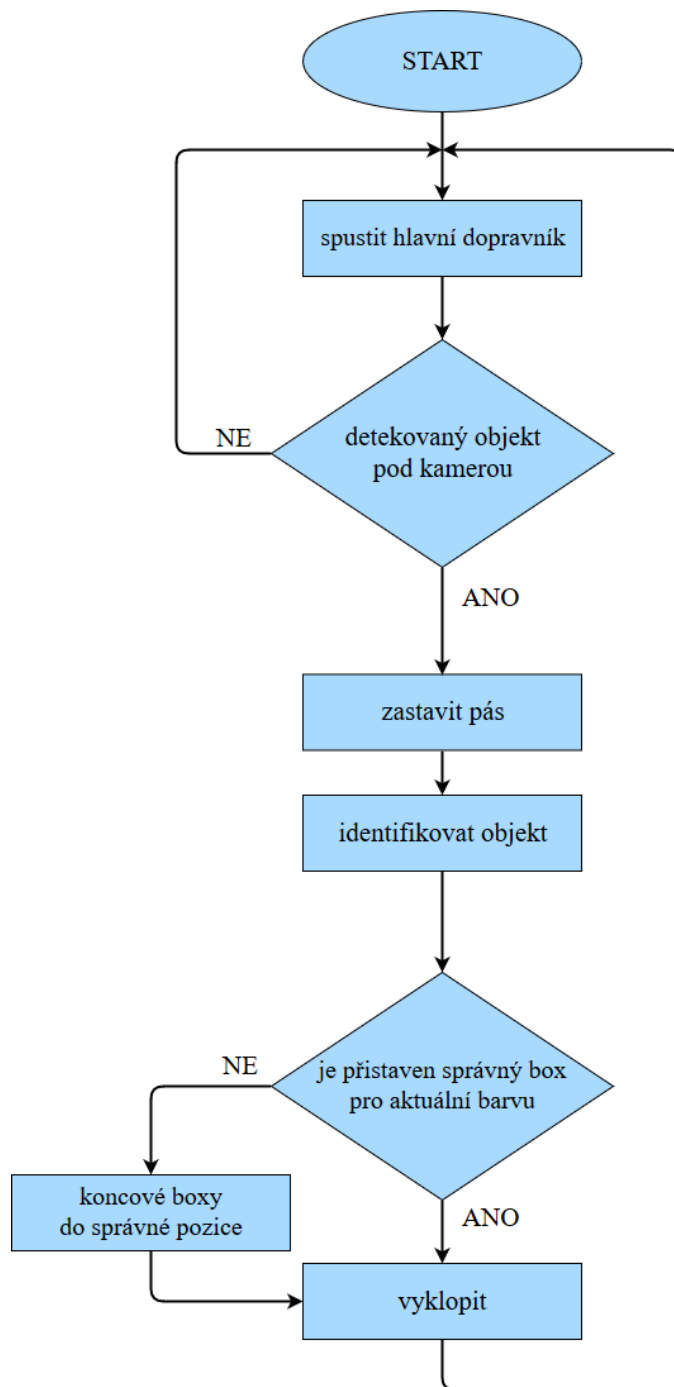 START
spustit hlavní dopravník
detekovaný objekt
pod kamerou
NE
ANO
zastavit pás
identifikovat objekt
je přistaven správný box
pro aktuální barvu
NE
ANO
koncové boxy
do správné pozice
vyklopit